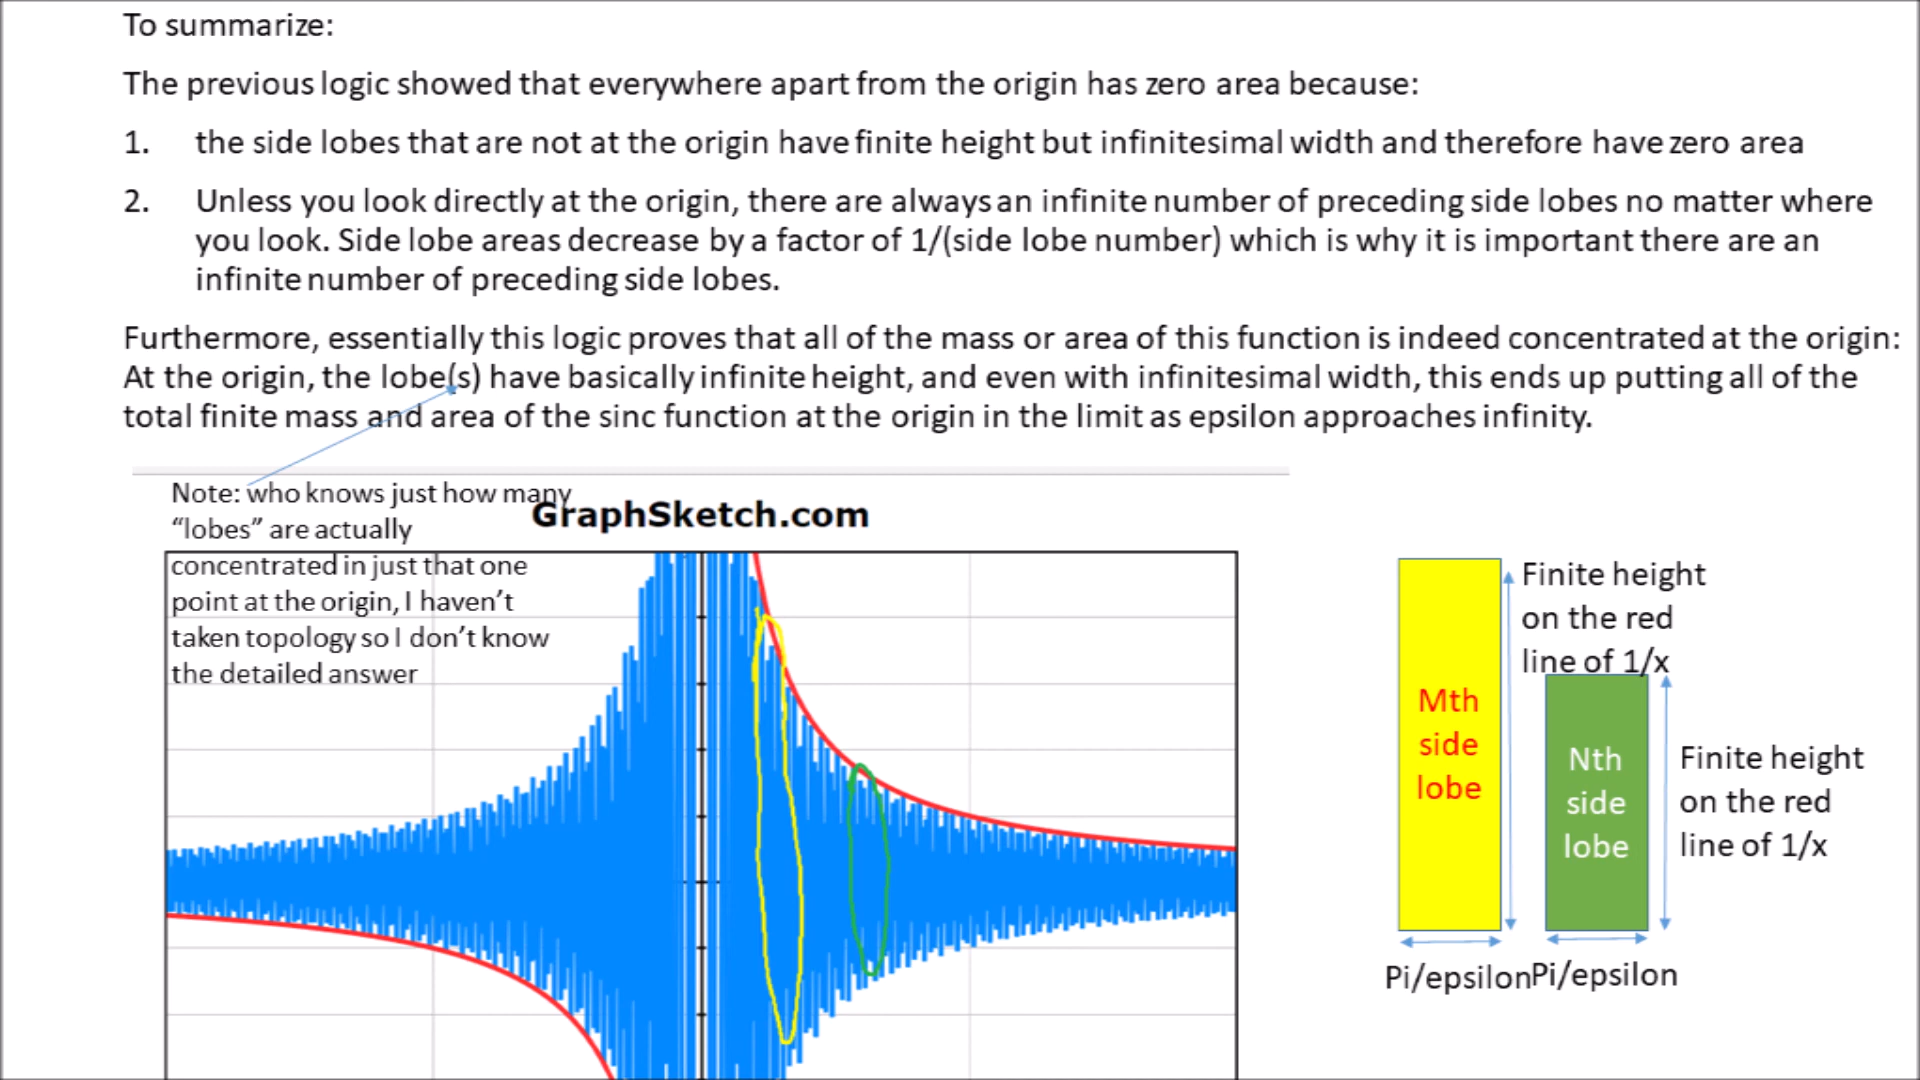 To summarize:
The previous logic showed that everywhere apart from the origin has zero area because:
1. the side lobes that are not at the origin have finite height but infinitesimal width and therefore have zero area
2. Unless you look directly at the origin, there are always an infinite number of preceding side lobes no matter where
you look. Side lobe areas decrease by a factor of 1/(side lobe number) which is why it is important there are an
infinite number of preceding side lobes.
Furthermore, essentially this logic proves that all of the mass or area of this function is indeed concentrated at the origin:
At the origin, the lobe(s) have basically infinite height, and even with infinitesimal width, this ends up putting all of the
total finite mass and area of the sinc function at the origin in the limit as epsilon approaches infinity.
Note: who knows just how many
"lobes" are actually
concentrated in just that one
point at the origin, I haven't
taken topology so I don't know
the detailed answer
GraphSketch.com
Mth
side
lobe
Finite height
on the red
line of 1/x
Nth
side
lobe
Finite height
on the red
line of 1/x
Pi/epsilon
Pi/epsilon